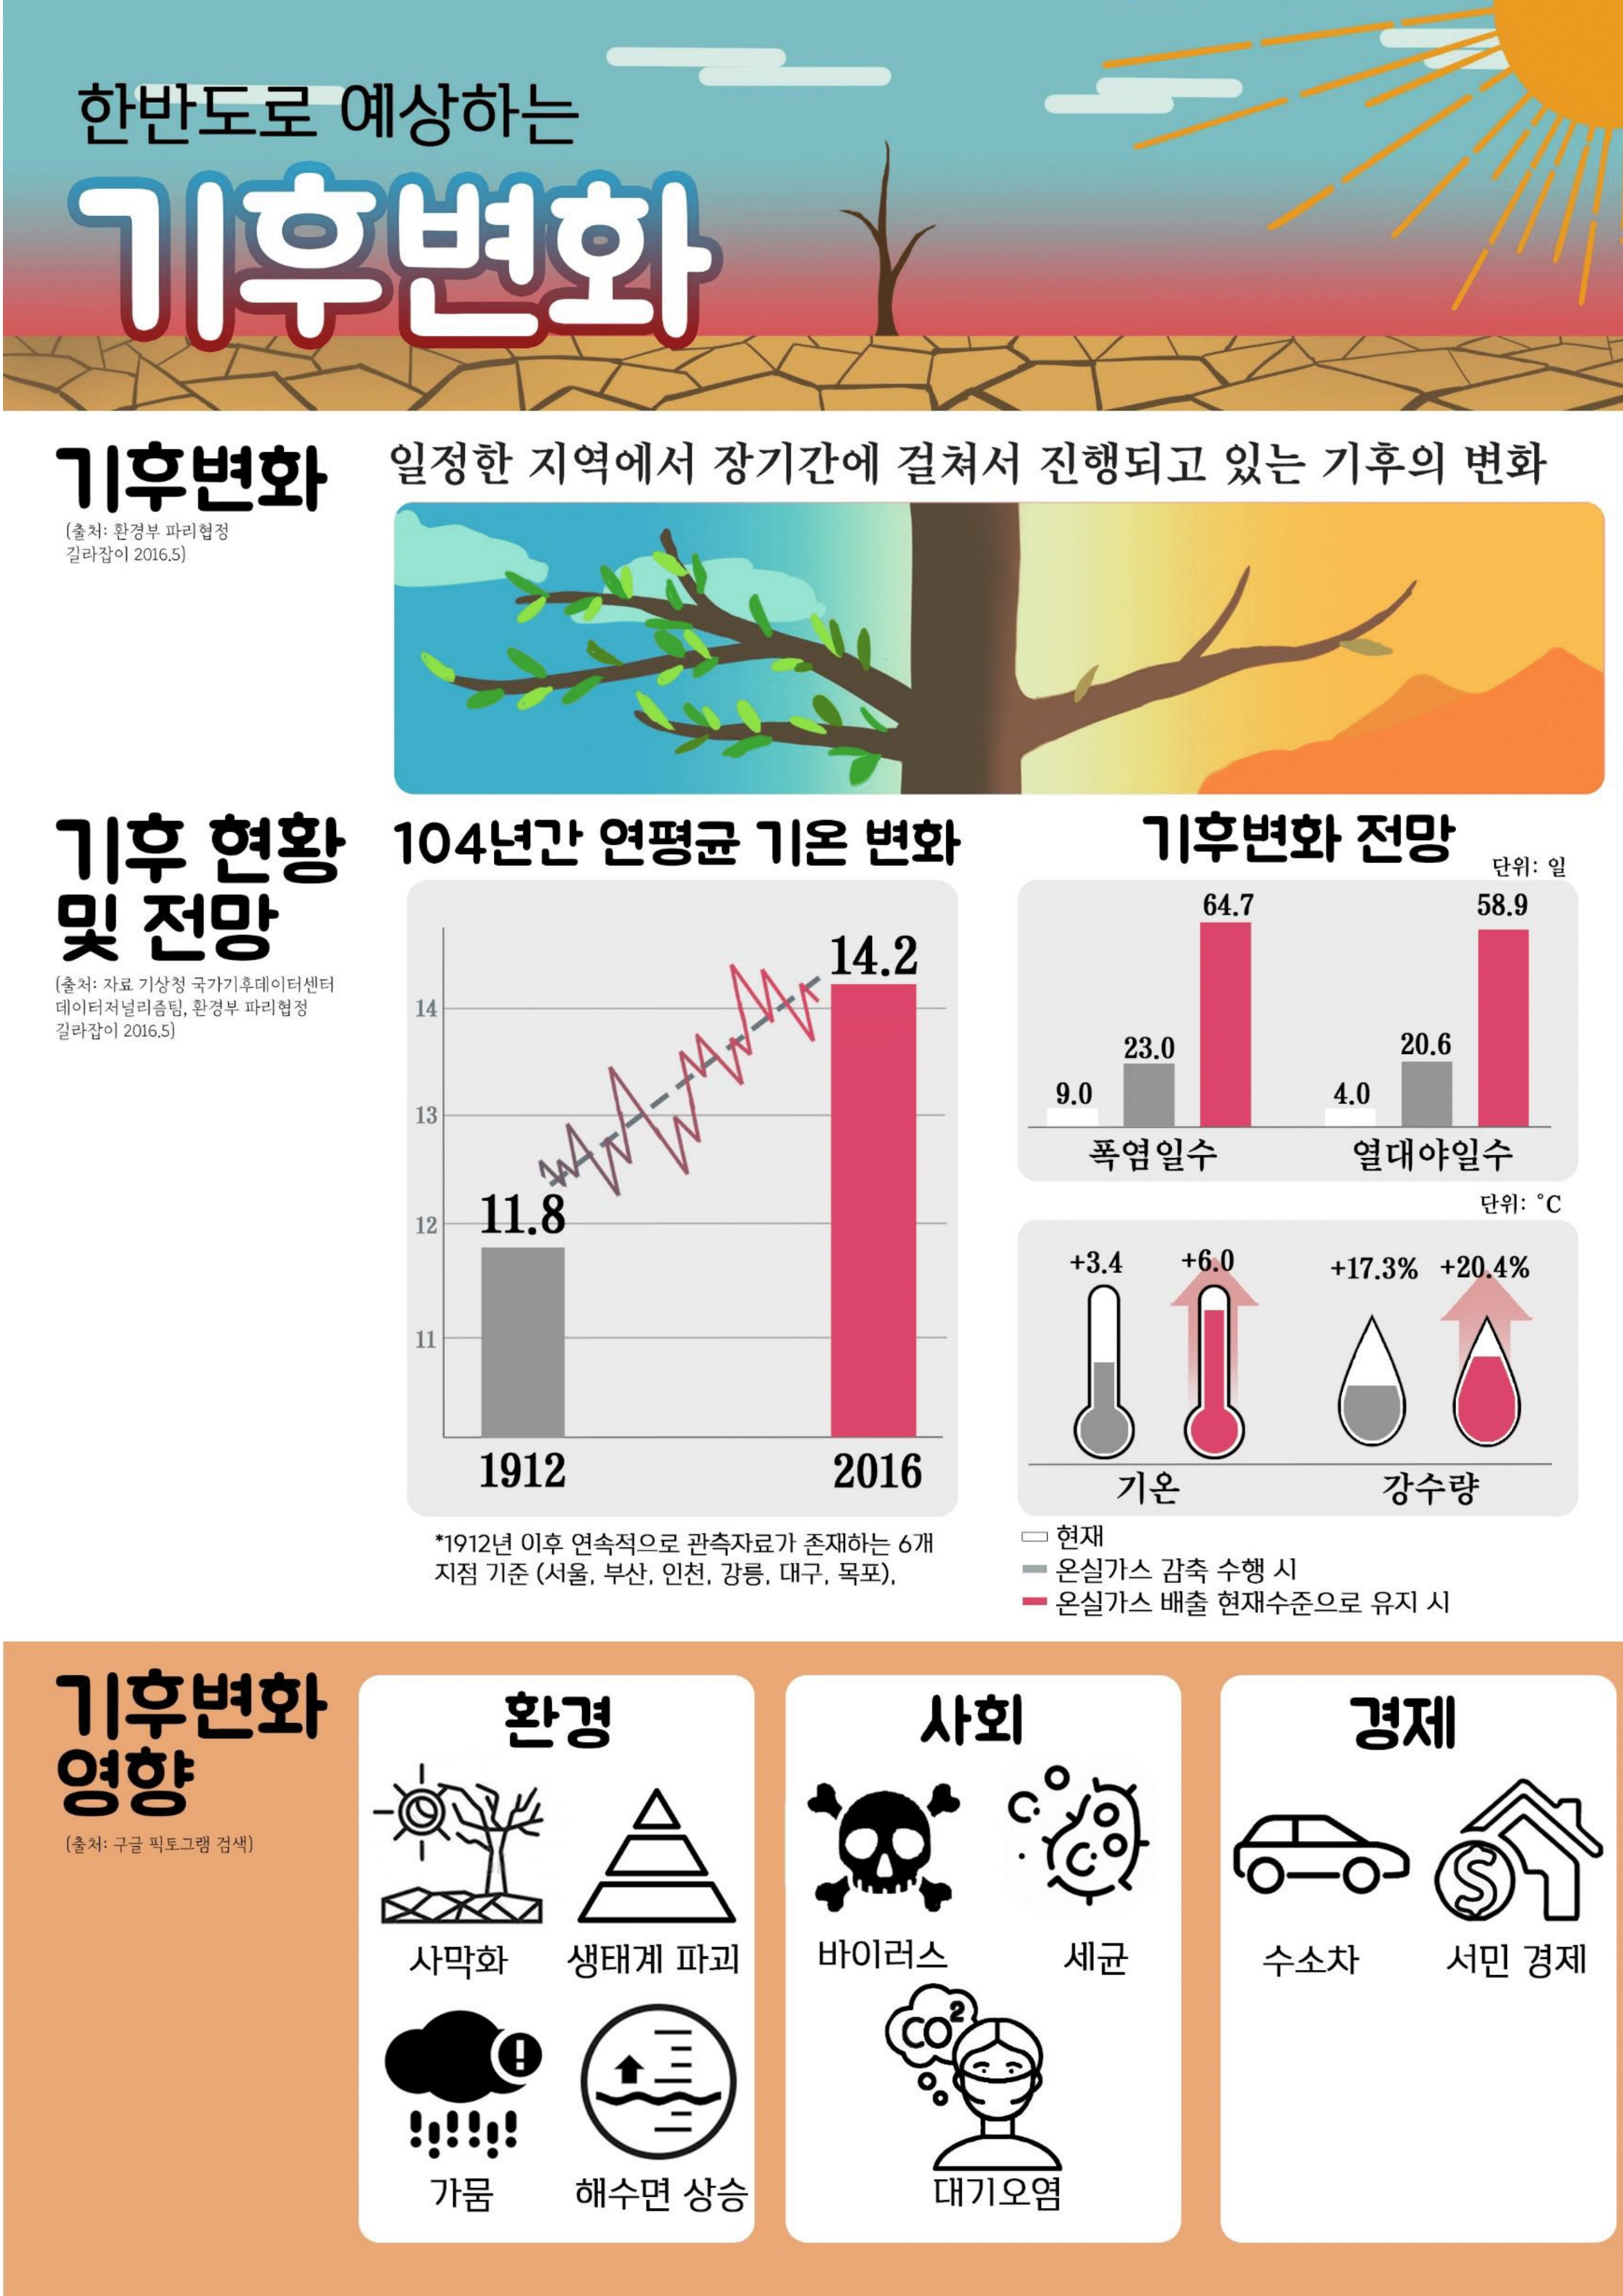 한반도로 예상하는
기후변화
기후변화
(출처: 환경부 파리협정
길라잡이 2016.5)
일정한 지역에서 장기간에 걸쳐서 진행되고 있는 기후의 변화
기후 현황
및 전망
(출처: 자료 기상청 국가기후데이터센터
데이터저널리즘팀, 환경부 파리협정
길라잡이 2016.5)
104년간 연평균 기온 변화
14.2
14
13
12
11.8
11
1912 2016
*1912년 이후 연속적으로 관측자료가 존재하는 6개
지점 기준 (서울, 부산, 인천, 강릉, 대구, 목포),
기후변화 전망
단위: 일
64.7 58.9
23.0 20.6
9.0 4.0
폭염일수 열대야일수
단위: °C
+3.4 +6.0 +17.3% +20.4%
기온 강수량
현재
온실가스 감축 수행 시
온실가스 배출 현재수준으로 유지 시
기후변화
영향
(출처: 구글 픽토그램 검색)
환경
사막화 생태계 파괴
가뭄 해수면 상승
사회
바이러스 세균
CO²
대기오염
경제
$
수소차 서민 경제